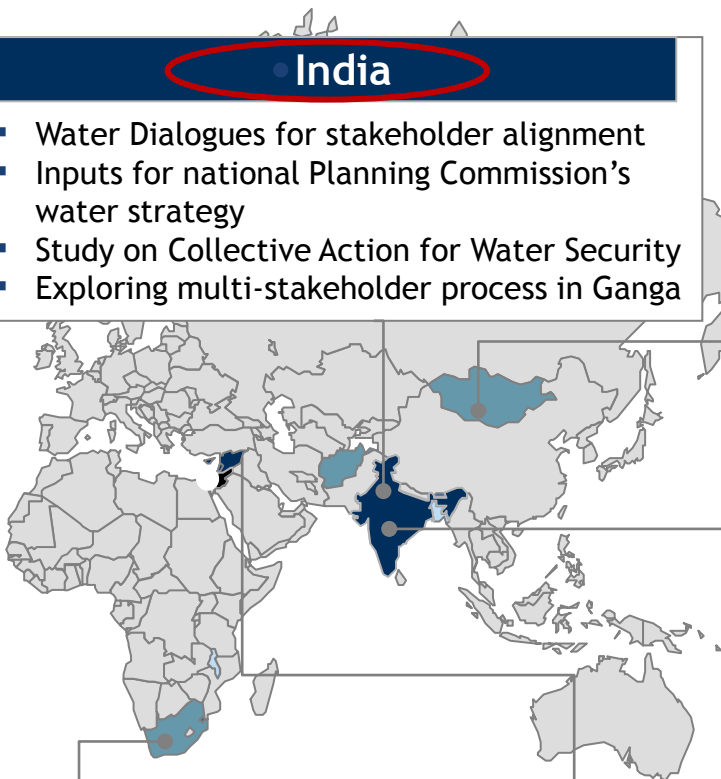 • India
▪ Water Dialogues for stakeholder alignment
▪ Inputs for national Planning Commission’s
water strategy
▪ Study on Collective Action for Water Security
▪ Exploring multi-stakeholder process in Ganga